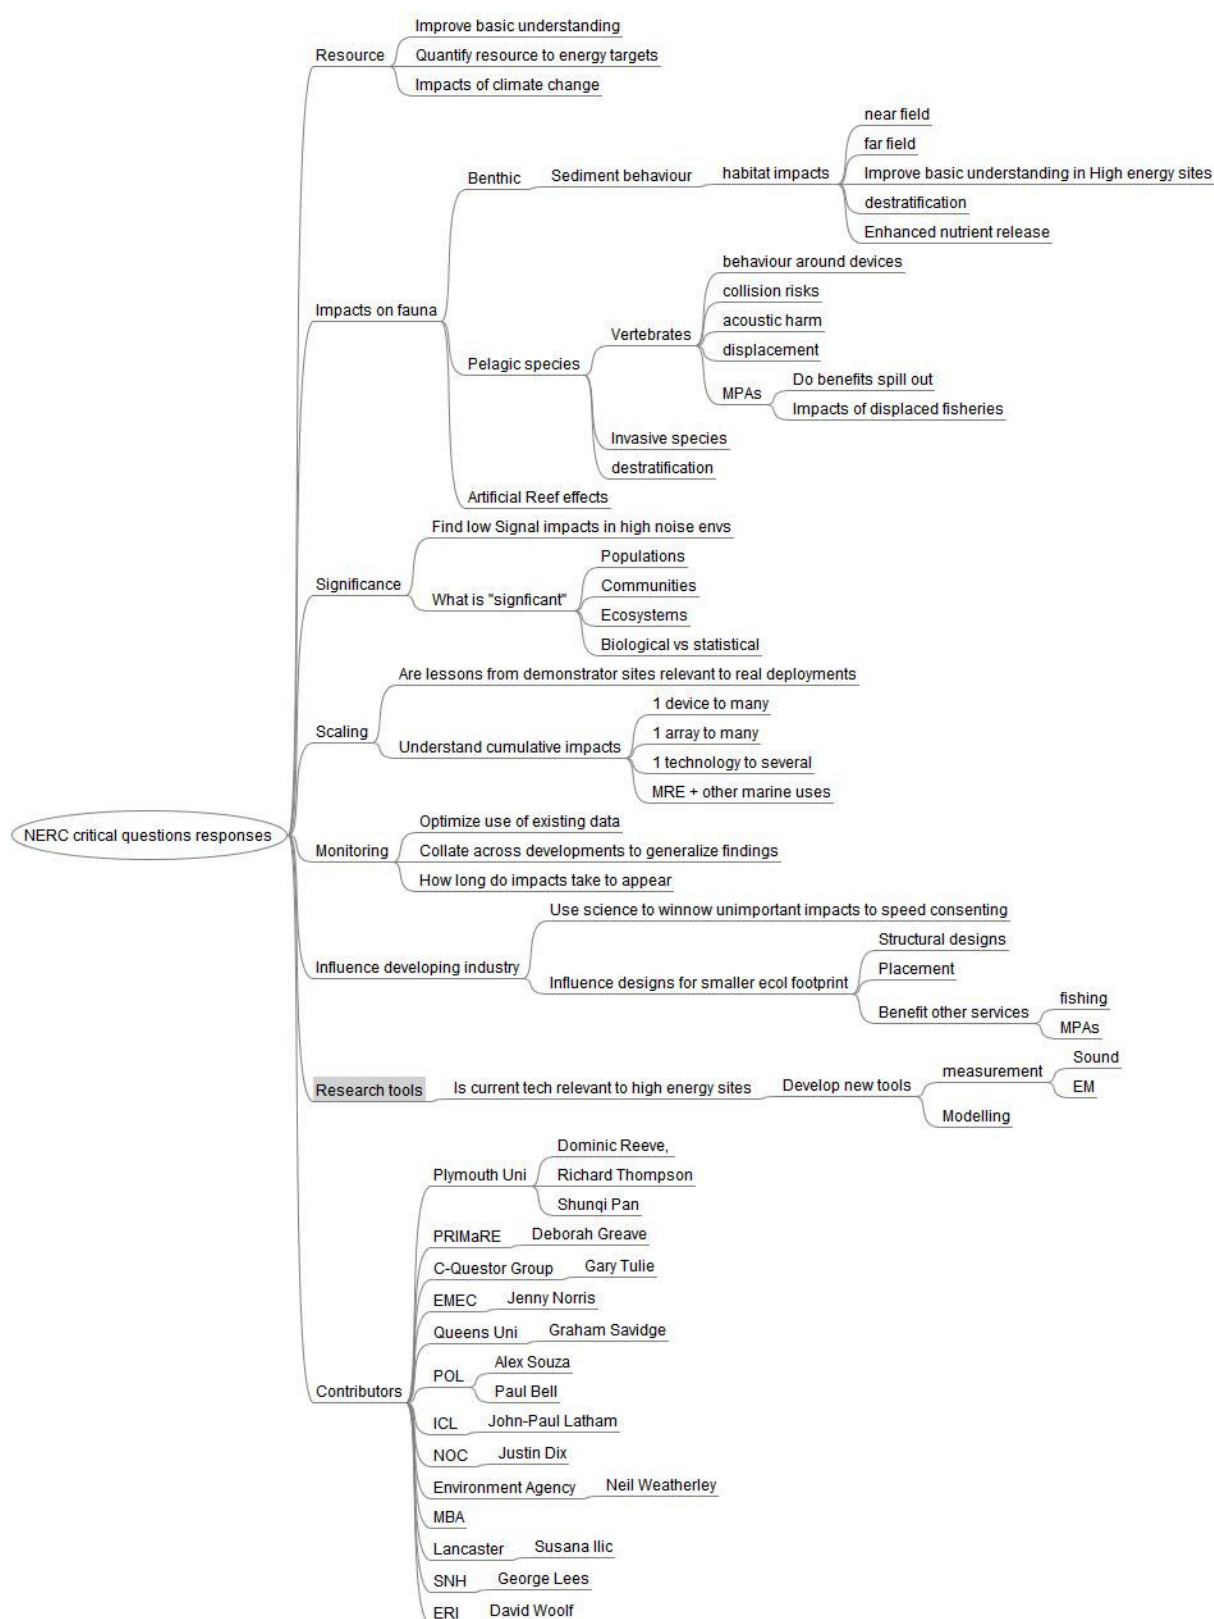 Improve basic understanding
Resource
Quantify resource to energy targets
Impacts of climate change
near field
far field
Benthic
Sediment behaviour
habitat impacts
Improve basic understanding in High energy sites
destratification
Enhanced nutrient release
Impacts on fauna
behaviour around devices
collision risks
Vertebrates
acoustic harm
displacement
Pelagic species
MPAs
Do benefits spill out
Impacts of displaced fisheries
Invasive species
destratification
Artificial Reef effects
Find low Signal impacts in high noise envs
Significance
Populations
What is "signficant"
Communities
Ecosystems
Biological vs statistical
Are lessons from demonstrator sites relevant to real deployments
Scaling
1 device to many
Understand cumulative impacts
1 array to many
1 technology to several
MRE + other marine uses
NERC critical questions responses
Optimize use of existing data
Monitoring
Collate across developments to generalize findings
How long do impacts take to appear
Use science to winnow unimportant impacts to speed consenting
Influence developing industry
Structural designs
Influence designs for smaller ecol footprint
Placement
Benefit other services
fishing
MPAs
Research tools
Is current tech relevant to high energy sites
Develop new tools
measurement
Sound
EM
Modelling
Contributors
Plymouth Uni
Dominic Reeve,
Richard Thompson
Shunqi Pan
PRIMaRE
Deborah Greave
C-Questor Group
Gary Tulie
EMEC
Jenny Norris
Queens Uni
Graham Savidge
POL
Alex Souza
Paul Bell
ICL
John-Paul Latham
NOC
Justin Dix
Environment Agency
Neil Weatherley
MBA
Lancaster
Susana Ilic
SNH
George Lees
ERI
David Woolf